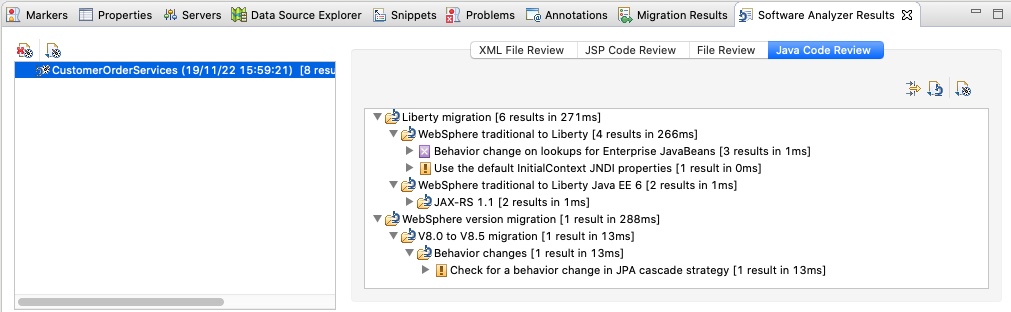 Markers Properties Servers Data Source Explorer Snippets Problems Annotations Migration Results Software Analyzer Results
XML File Review JSP Code Review File Review Java Code Review
CustomerOrderServices (19/11/22 15:59:21) [8 resu
Liberty migration [6 results in 271ms]
WebSphere traditional to Liberty [4 results in 266ms]
Behavior change on lookups for Enterprise JavaBeans [3 results in 1ms]
Use the default InitialContext JNDI properties [1 result in 0ms]
WebSphere traditional to Liberty Java EE 6 [2 results in 1ms]
JAX-RS 1.1 [2 results in 1ms]
WebSphere version migration [1 result in 288ms]
V8.0 to V8.5 migration [1 result in 13ms]
Behavior changes [1 result in 13ms]
Check for a behavior change in JPA cascade strategy [1 result in 13ms]